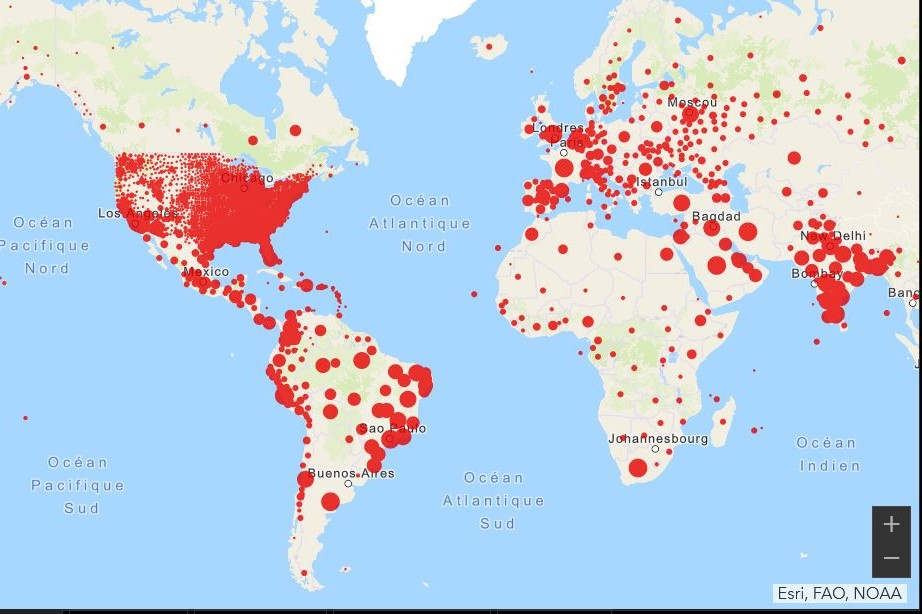 Moscou
Londres
Paris
Chicago
Istanbul
Océan
Atlantique
Nord
Los Angeles
Bagdad
Océan
Pacifique
Nord
New Delhi
Mexico
Bombay
Bang
Sao Paulo
Johannesbourg
Océan
Indien
Océan
Pacifique
Sud
Buenos Aires
Océan
Atlantique
Sud
+
−
Esri, FAO, NOAA